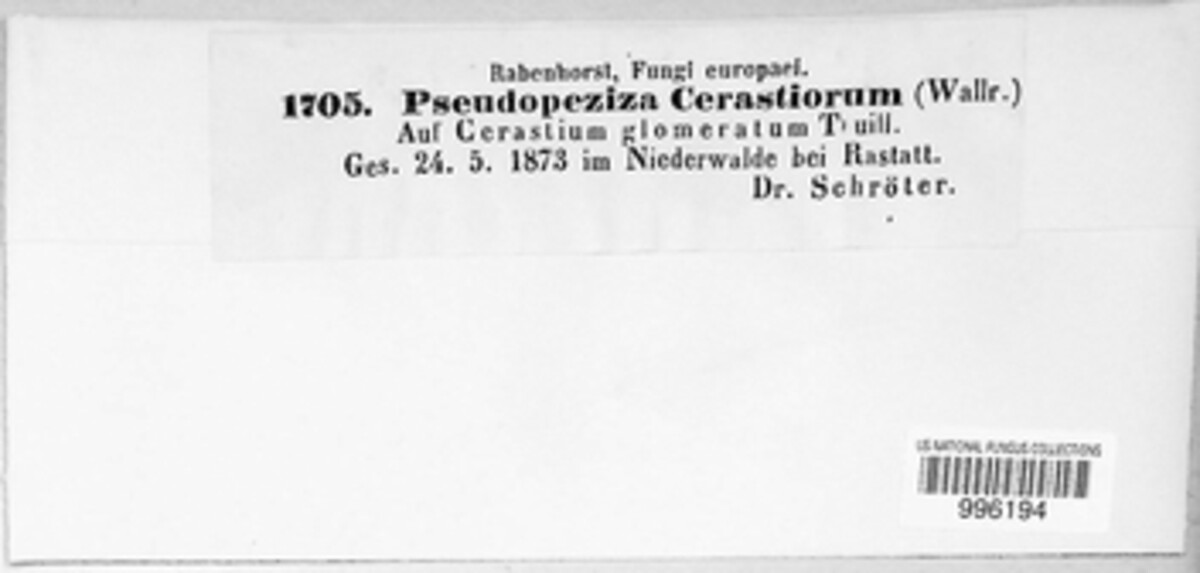 Rabenhorst, Fungi europaei.
1705. Pseudopeziza Cerastiorum (Wallr.)
Auf Cerastium glomeratum Thuill.
Ges. 24. 5. 1873 im Niederwalde bei Rastatt.
Dr. Schröter.
US NATIONAL FUNGUS COLLECTIONS
996194